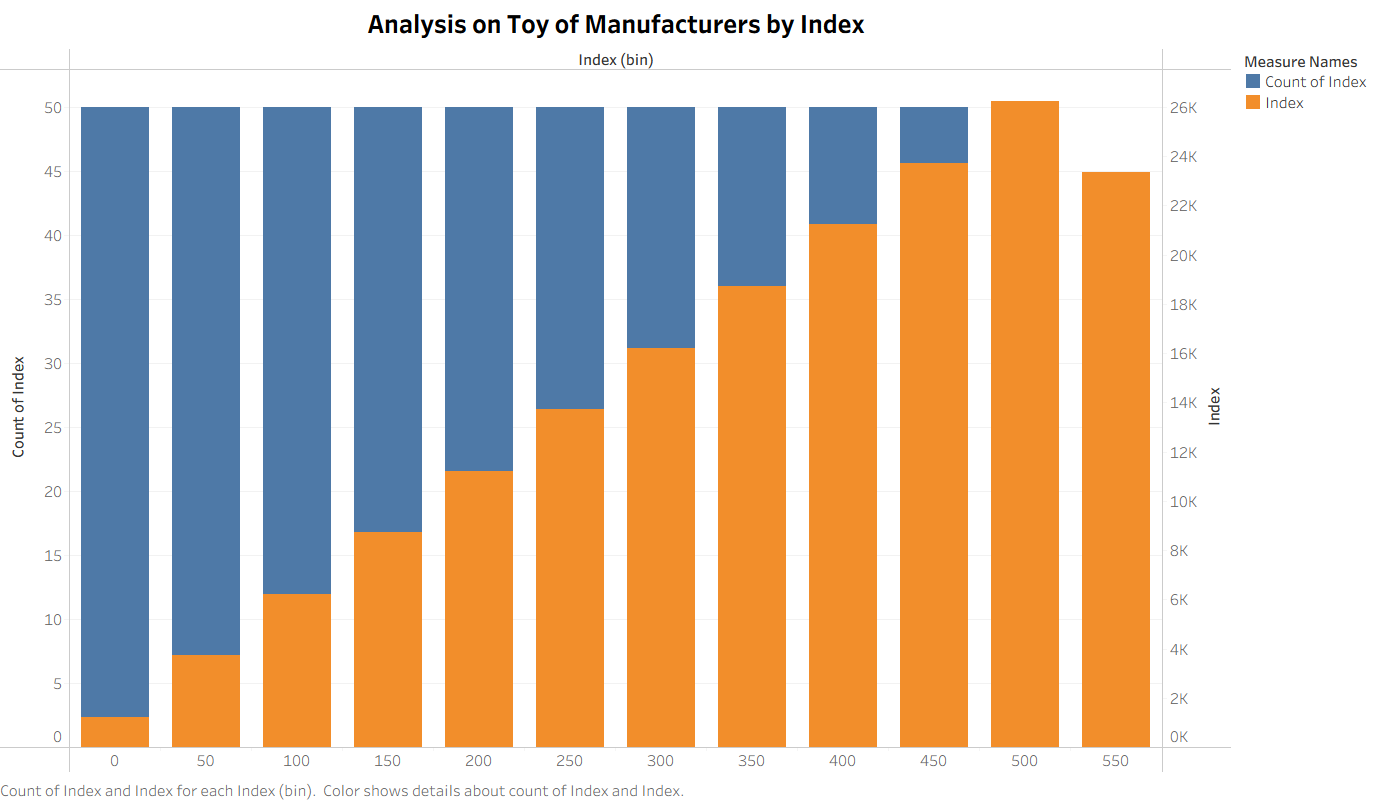 Analysis on Toy of Manufacturers by Index
Index (bin)
Measure Names
Count of Index
Index
50
45
40
35
30
25
20
15
10
5
0
Count of Index
26K
24K
22K
20K
18K
16K
14K
12K
10K
8K
6K
4K
2K
0K
Index
0 50 100 150 200 250 300 350 400 450 500 550
Count of Index and Index for each Index (bin). Color shows details about count of Index and Index.